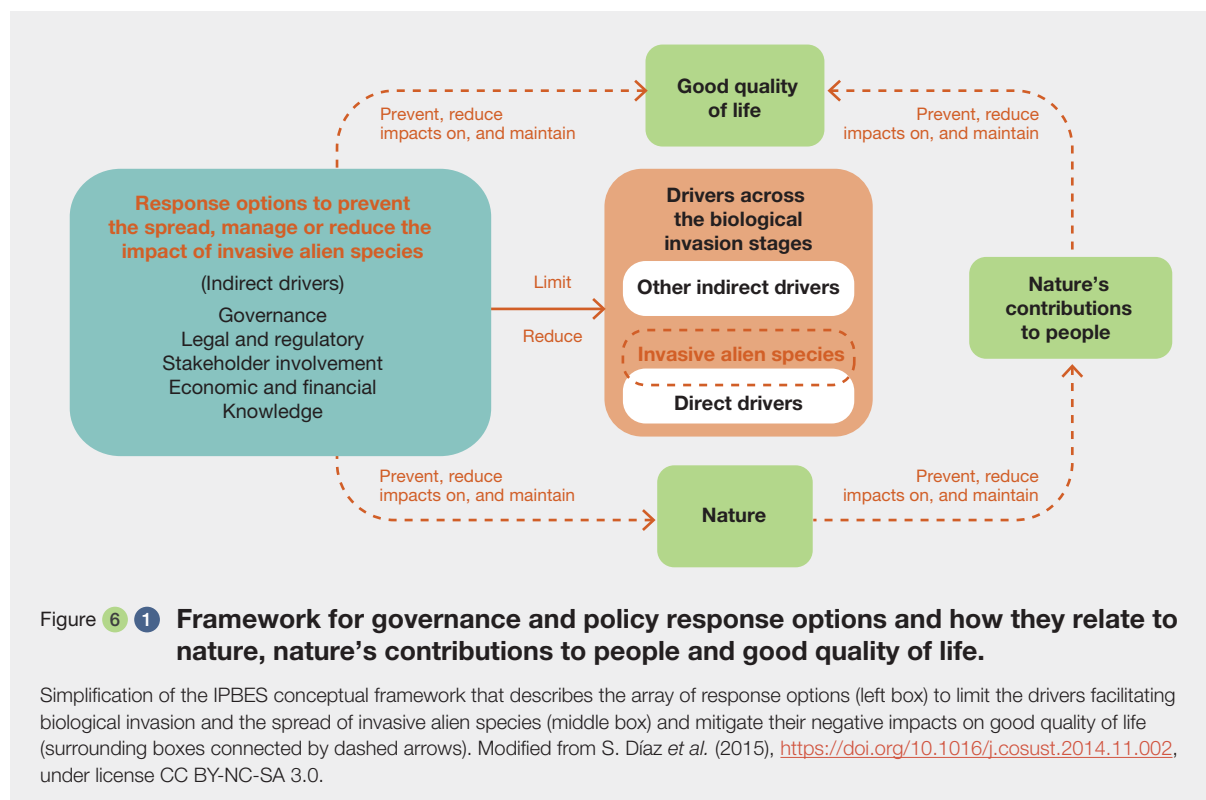 Good quality
of life
Prevent, reduce
impacts on, and maintain
Prevent, reduce
impacts on, and maintain
Response options to prevent
the spread, manage or reduce the
impact of invasive alien species
(Indirect drivers)
Governance
Legal and regulatory
Stakeholder involvement
Economic and financial
Knowledge
Limit
Reduce
Drivers across
the biological
invasion stages
Other indirect drivers
Invasive alien species
Direct drivers
Nature's
contributions
to people
Prevent, reduce
impacts on, and maintain
Nature
Prevent, reduce
impacts on, and maintain
Figure 6 1 Framework for governance and policy response options and how they relate to
nature, nature's contributions to people and good quality of life.
Simplification of the IPBES conceptual framework that describes the array of response options (left box) to limit the drivers facilitating
biological invasion and the spread of invasive alien species (middle box) and mitigate their negative impacts on good quality of life
(surrounding boxes connected by dashed arrows). Modified from S. Díaz et al. (2015), https://doi.org/10.1016/j.cosust.2014.11.002,
under license CC BY-NC-SA 3.0.